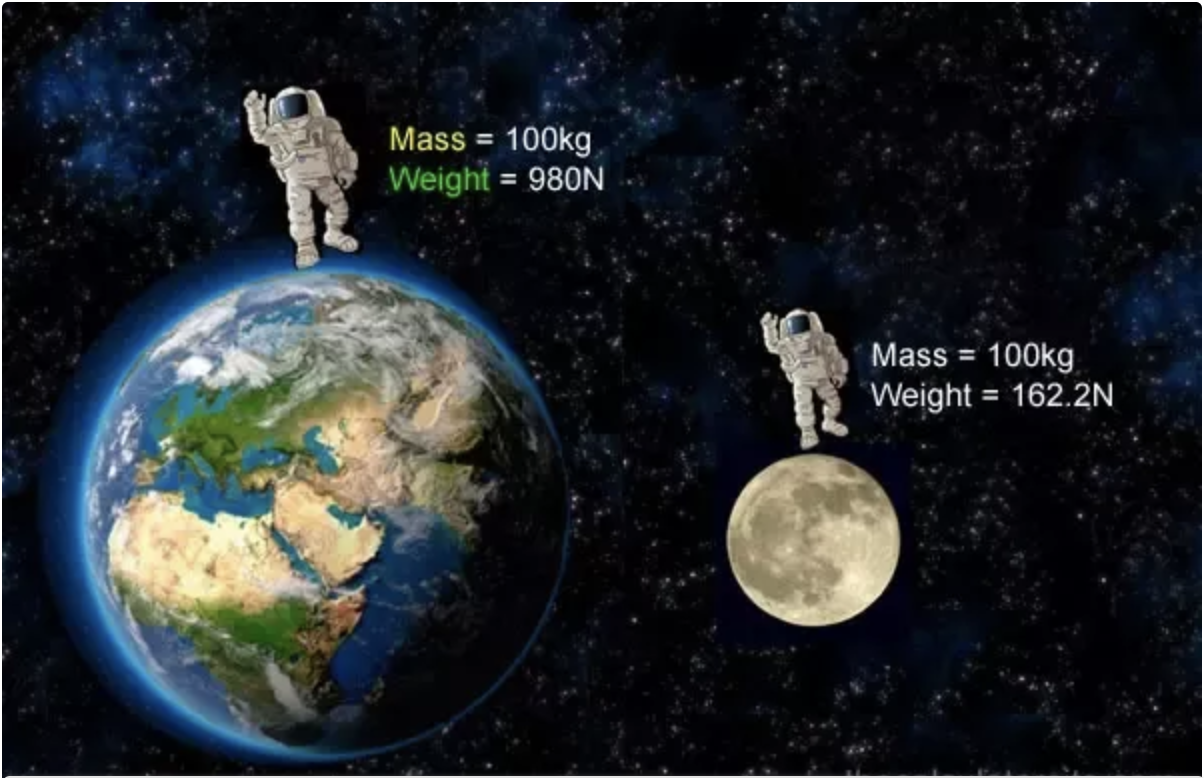 Mass = 100kg
Weight = 980N
Mass = 100kg
Weight = 162.2N